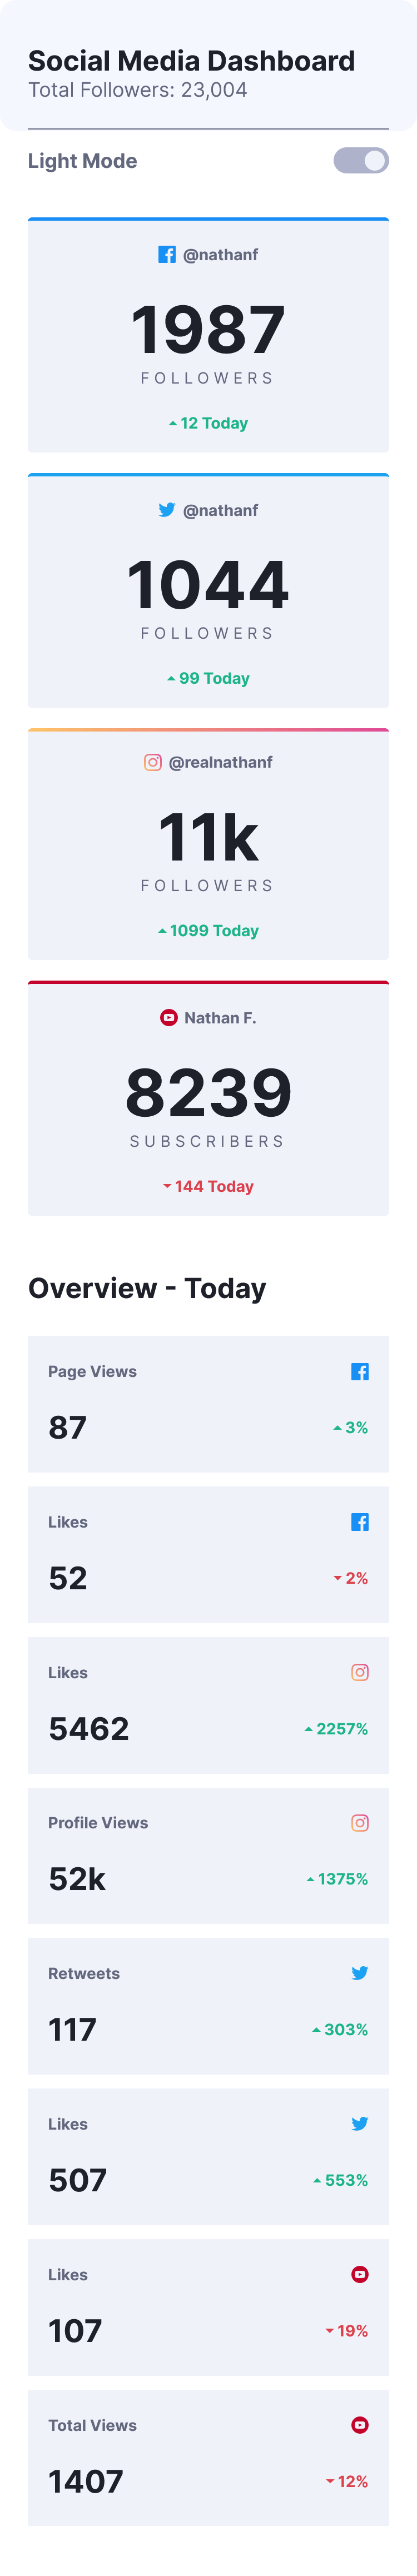 Social Media Dashboard
Total Followers: 23,004
Light Mode
@nathanf
1987
FOLLOWERS
12 Today
@nathanf
1044
FOLLOWERS
99 Today
@realnathanf
11k
FOLLOWERS
1099 Today
Nathan F.
8239
SUBSCRIBERS
144 Today
Overview - Today
Page Views
87 3%
Likes
52 2%
Likes
5462 2257%
Profile Views
52k 1375%
Retweets
117 303%
Likes
507 553%
Likes
107 19%
Total Views
1407 12%